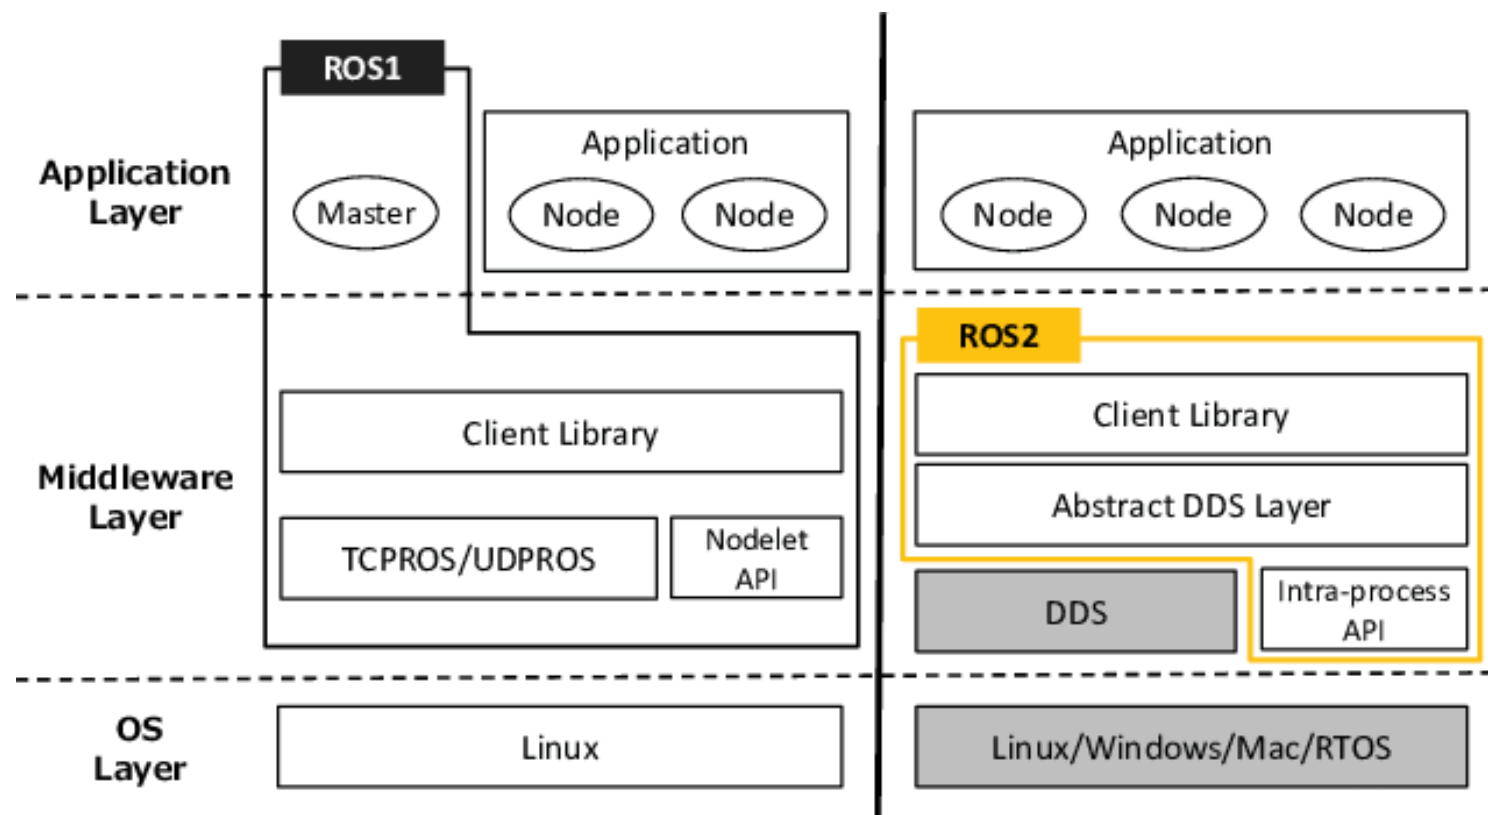 ROS1
Application
Layer
Master
Application
Node
Node
Application
Node
Node
Node
Middleware
Layer
Client Library
TCPROS/UDPROS
Nodelet
API
ROS2
Client Library
Abstract DDS Layer
DDS
Intra-process
API
OS
Layer
Linux
Linux/Windows/Mac/RTOS